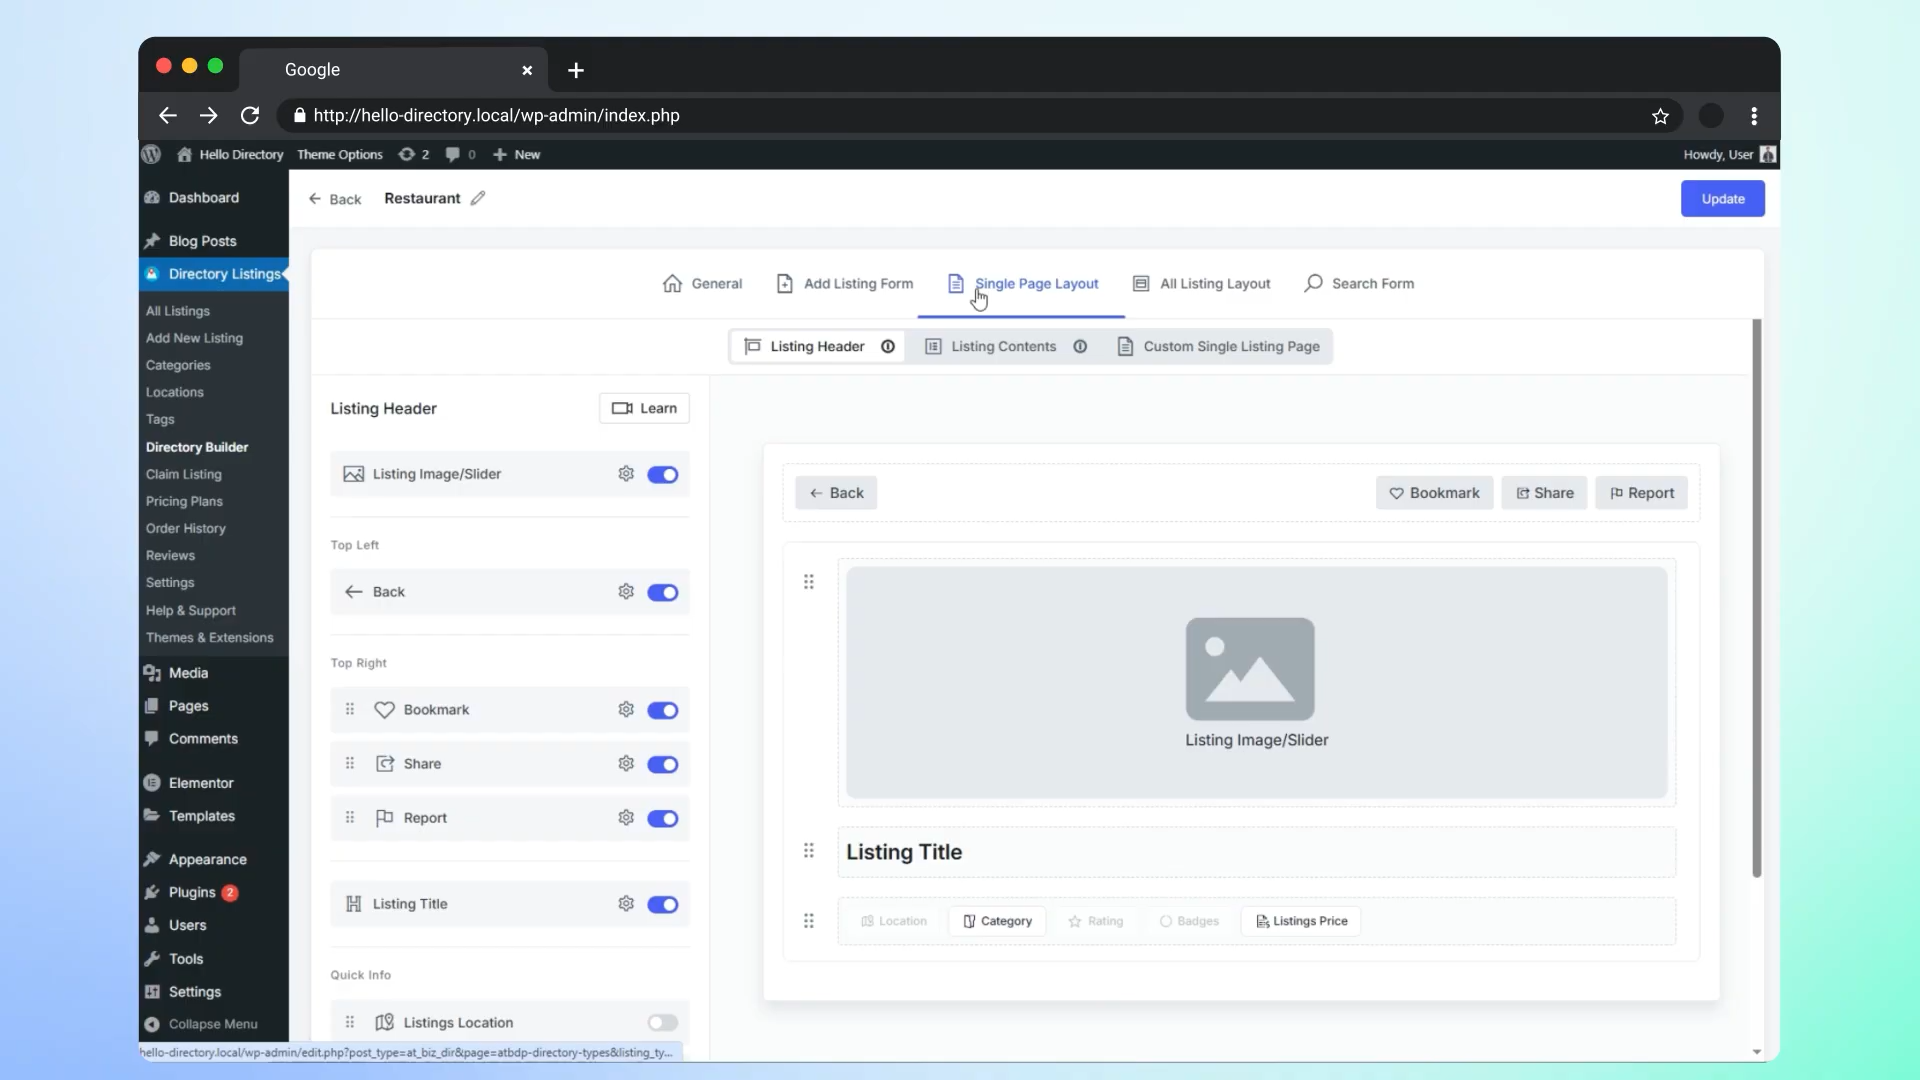 Google
http://hello-directory.local/wp-admin/index.php
Hello Directory Theme Options 2 0 New Howdy, User
Dashboard
Blog Posts
Directory Listings
All Listings
Add New Listing
Categories
Locations
Tags
Directory Builder
Claim Listing
Pricing Plans
Order History
Reviews
Settings
Help & Support
Themes & Extensions
Media
Pages
Comments
Elementor
Templates
Appearance
Plugins 2
Users
Tools
Settings
Collapse Menu
Back Restaurant Update
General Add Listing Form Single Page Layout All Listing Layout Search Form
Listing Header Listing Contents Custom Single Listing Page
Listing Header Learn
Listing Image/Slider
Top Left
Back
Top Right
Bookmark
Share
Report
Listing Title
Quick Info
Listings Location
Back Bookmark Share Report
Listing Image/Slider
Listing Title
Location Category Rating Badges Listings Price
hello-directory.local/wp-admin/edit.php?post_type=at_biz_dir&page=atbdp-directory-types&listing_ty...